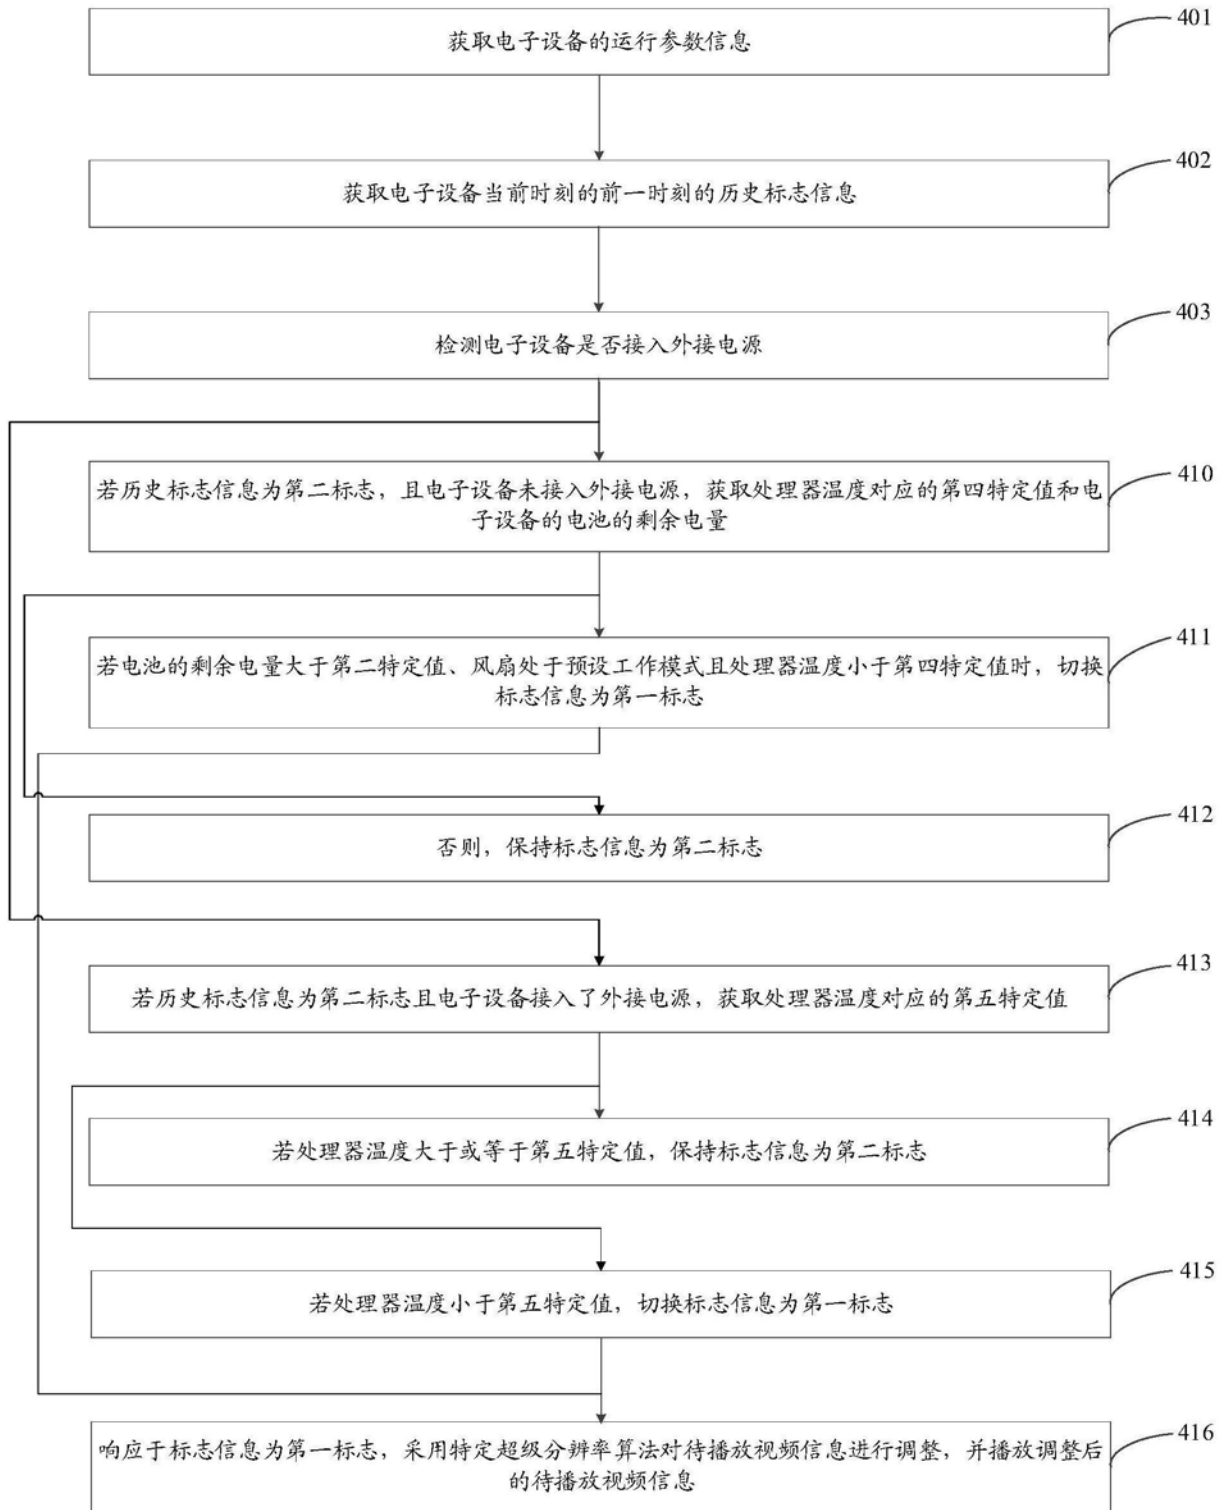 获取电子设备的运行参数信息
401
获取电子设备当前时刻的前一时刻的历史标志信息
402
检测电子设备是否接入外接电源
403
若历史标志信息为第二标志，且电子设备未接入外接电源，获取处理器温度对应的第四特定值和电
子设备的电池的剩余电量
410
若电池的剩余电量大于第二特定值、风扇处于预设工作模式且处理器温度小于第四特定值时，切换
标志信息为第一标志
411
否则，保持标志信息为第二标志
412
若历史标志信息为第二标志且电子设备接入了外接电源，获取处理器温度对应的第五特定值
413
若处理器温度大于或等于第五特定值，保持标志信息为第二标志
414
若处理器温度小于第五特定值，切换标志信息为第一标志
415
响应于标志信息为第一标志，采用特定超级分辨率算法对待播放视频信息进行调整，并播放调整后
的待播放视频信息
416